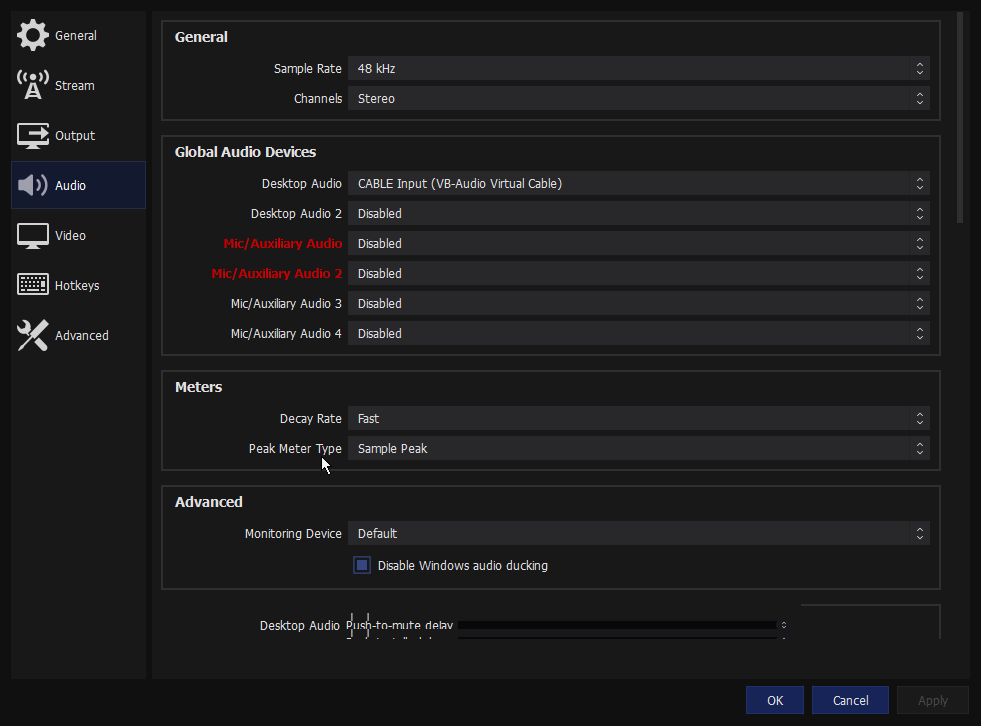 General
Stream
Output
Audio
Video
Hotkeys
Advanced
General
Sample Rate 48 kHz
Channels Stereo
Global Audio Devices
Desktop Audio CABLE Input (VB-Audio Virtual Cable)
Desktop Audio 2 Disabled
Mic/Auxiliary Audio Disabled
Mic/Auxiliary Audio 2 Disabled
Mic/Auxiliary Audio 3 Disabled
Mic/Auxiliary Audio 4 Disabled
Meters
Decay Rate Fast
Peak Meter Type Sample Peak
Advanced
Monitoring Device Default
Disable Windows audio ducking
Desktop Audio Push-to-mute delay
OK Cancel Apply